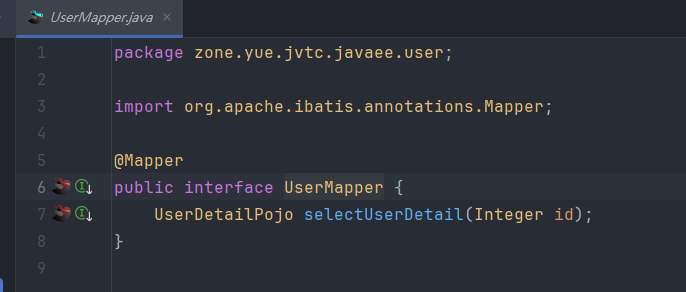 UserMapper.java
1 package zone.yue.jvtc.javaee.user;
2
3 import org.apache.ibatis.annotations.Mapper;
4
5 @Mapper
6 public interface UserMapper {
7     UserDetailPojo selectUserDetail(Integer id);
8 }
9